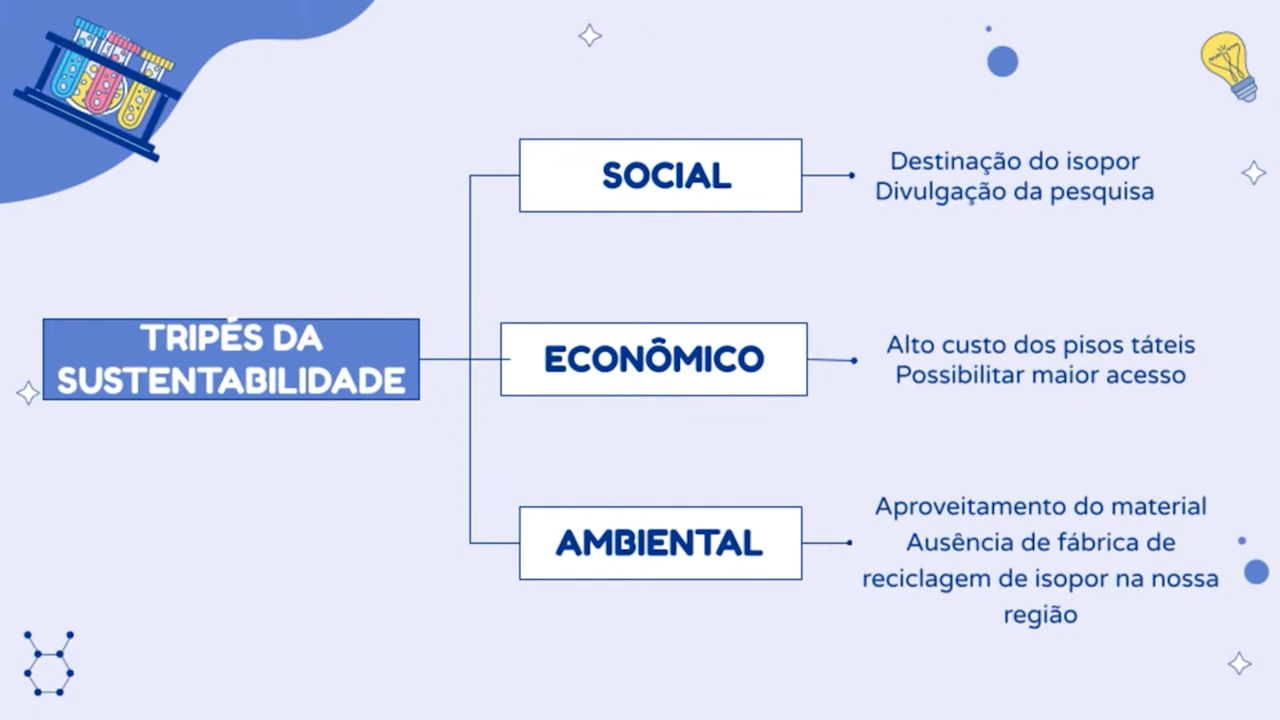 SOCIAL
Destinação do isopor
Divulgação da pesquisa
TRIPÉS DA
SUSTENTABILIDADE
ECONÔMICO
Alto custo dos pisos táteis
Possibilitar maior acesso
AMBIENTAL
Aproveitamento do material
Ausência de fábrica de
reciclagem de isopor na nossa
região